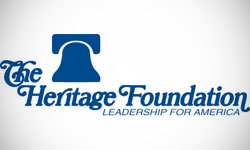 The
Heritage Foundation
LEADERSHIP FOR AMERICA